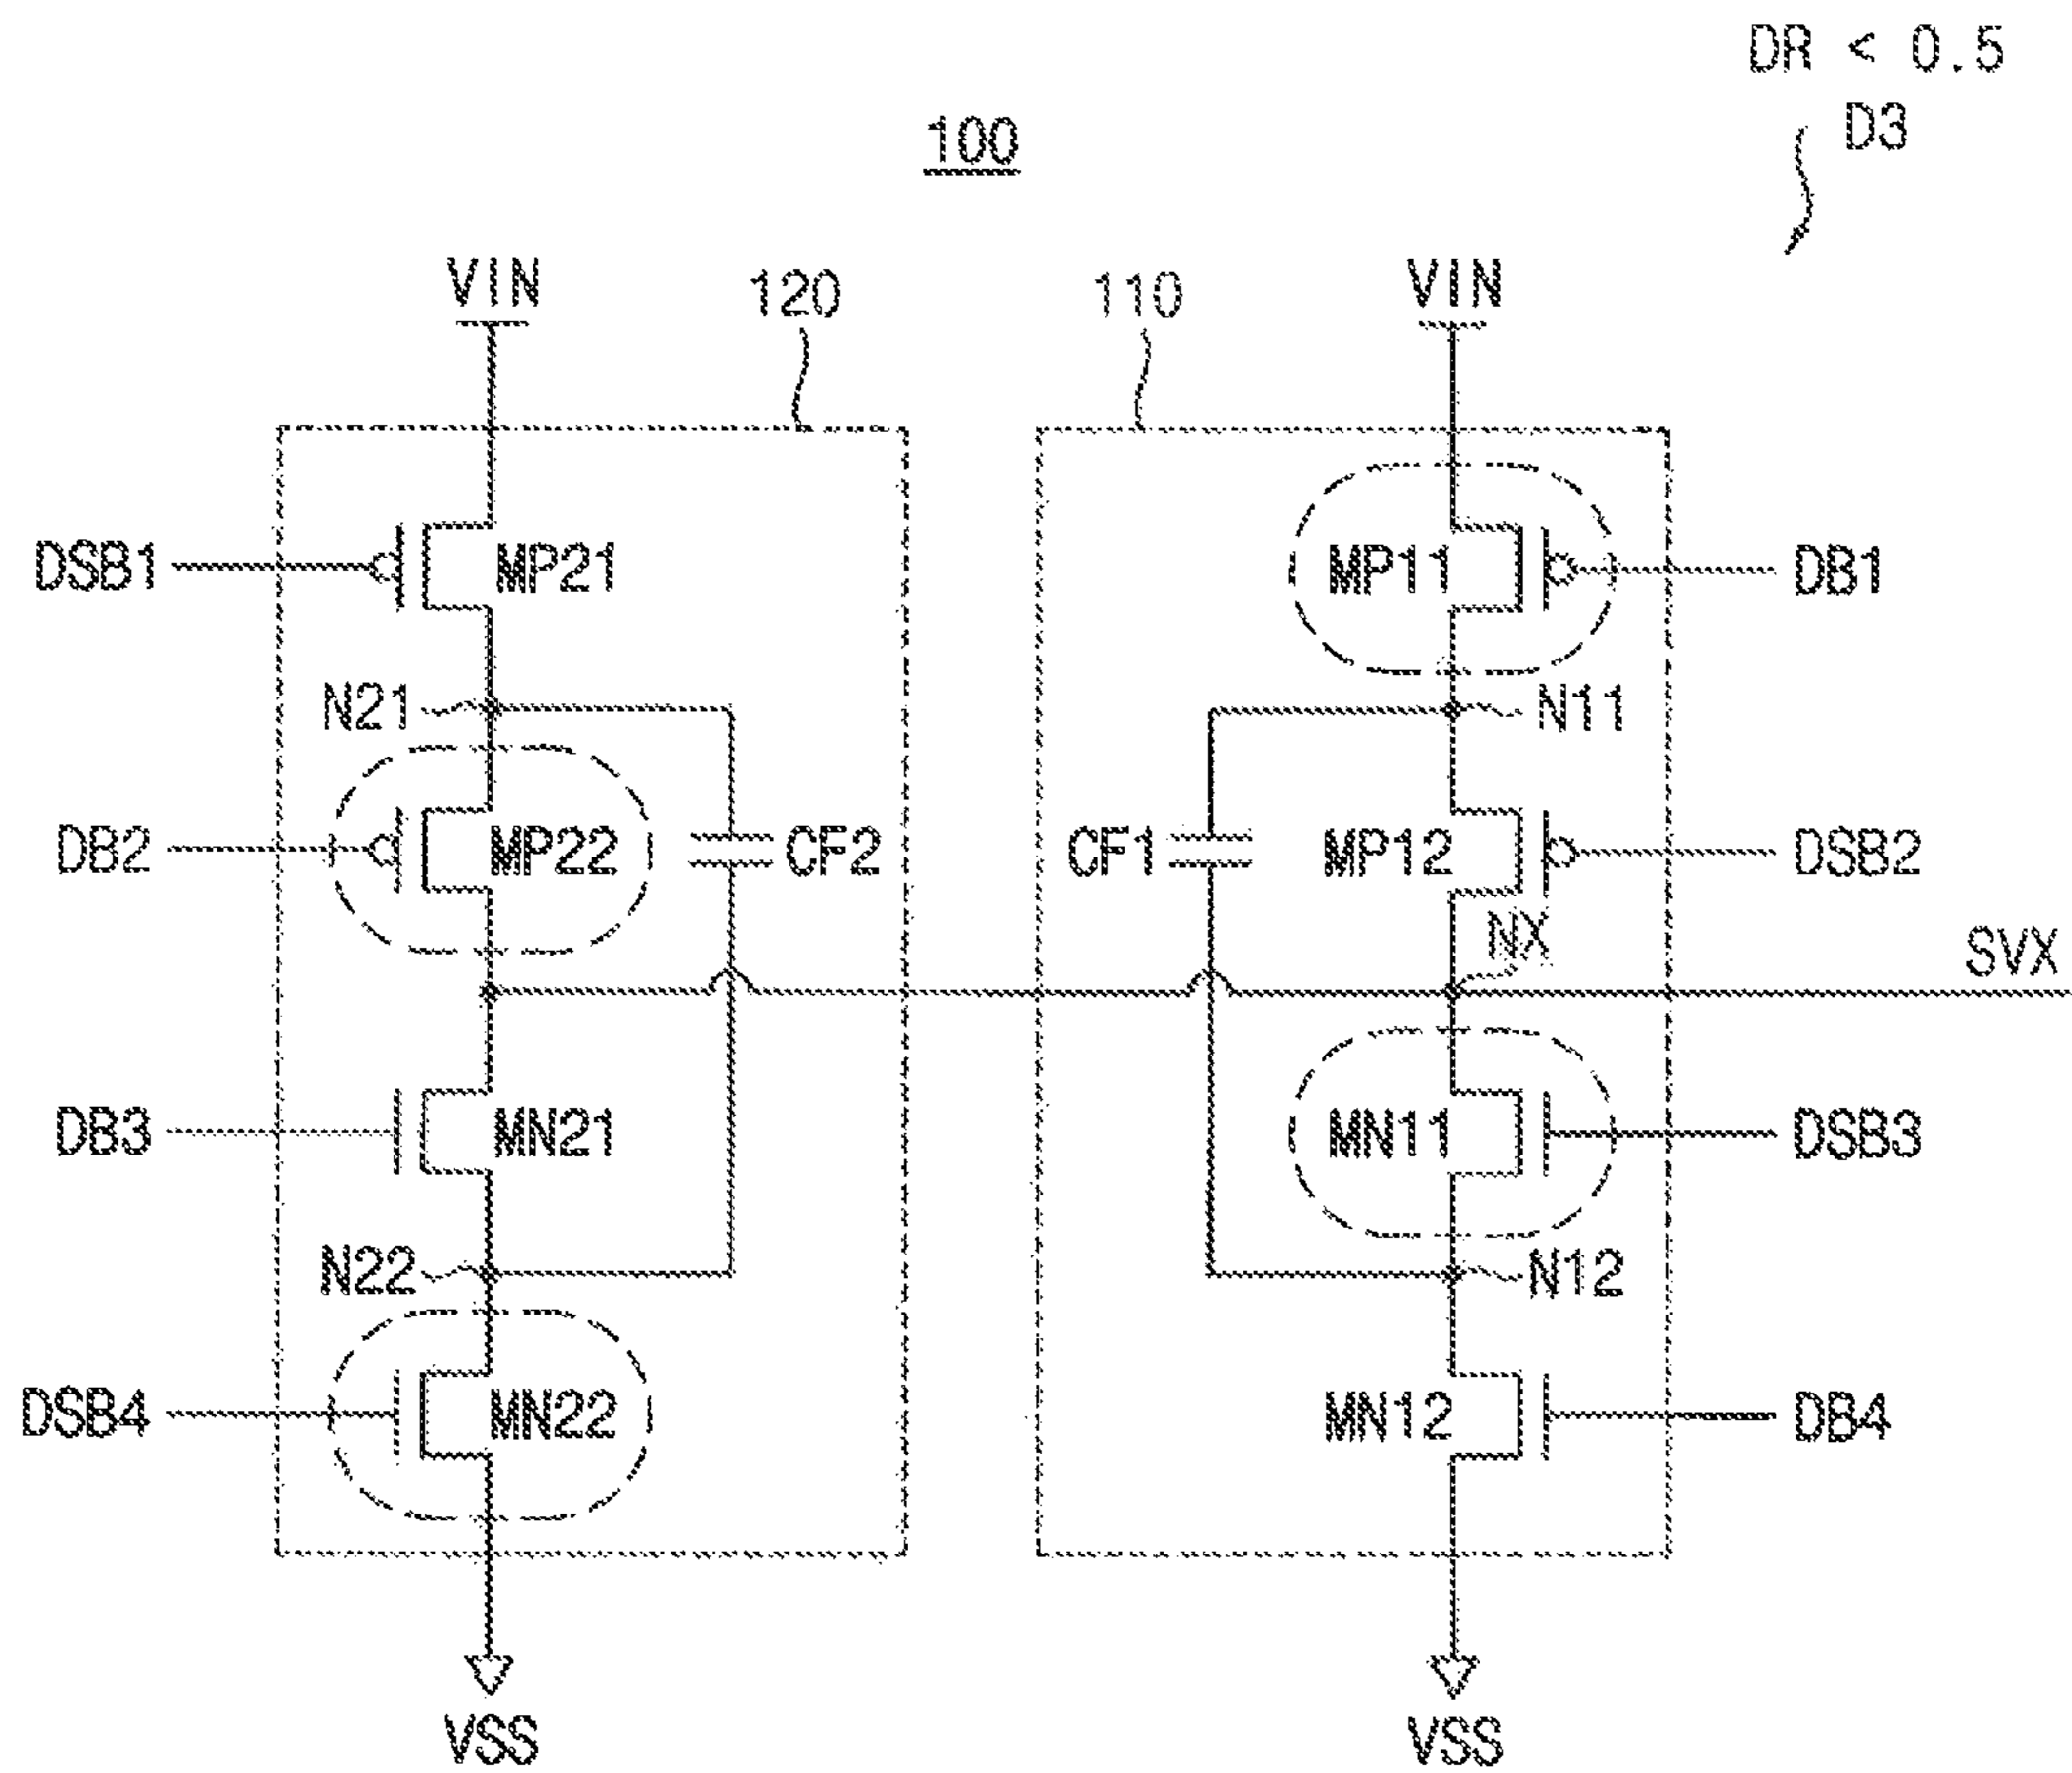 DR < 0.5
D3
100
VIN
120
110
VIN
DSB1
MP21
MP11
DB1
N21
N11
DB2
MP22
CF2
CF1
MP12
DSB2
NX
SVX
DB3
MN21
MN11
DSB3
N22
N12
DSB4
MN22
MN12
DB4
VSS
VSS